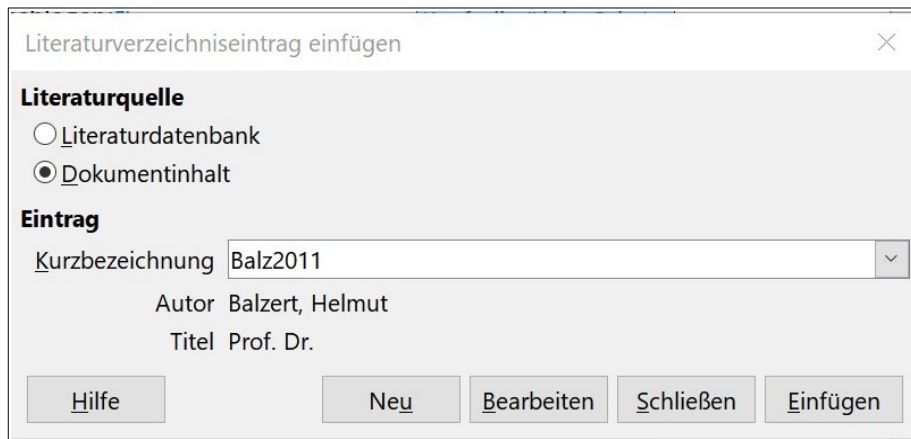 Literaturverzeichniseintrag einfügen
Literaturquelle
Literaturdatenbank
Dokumentinhalt
Eintrag
Kurzbezeichnung Balz2011
Autor Balzert, Helmut
Titel Prof. Dr.
Hilfe Neu Bearbeiten Schließen Einfügen